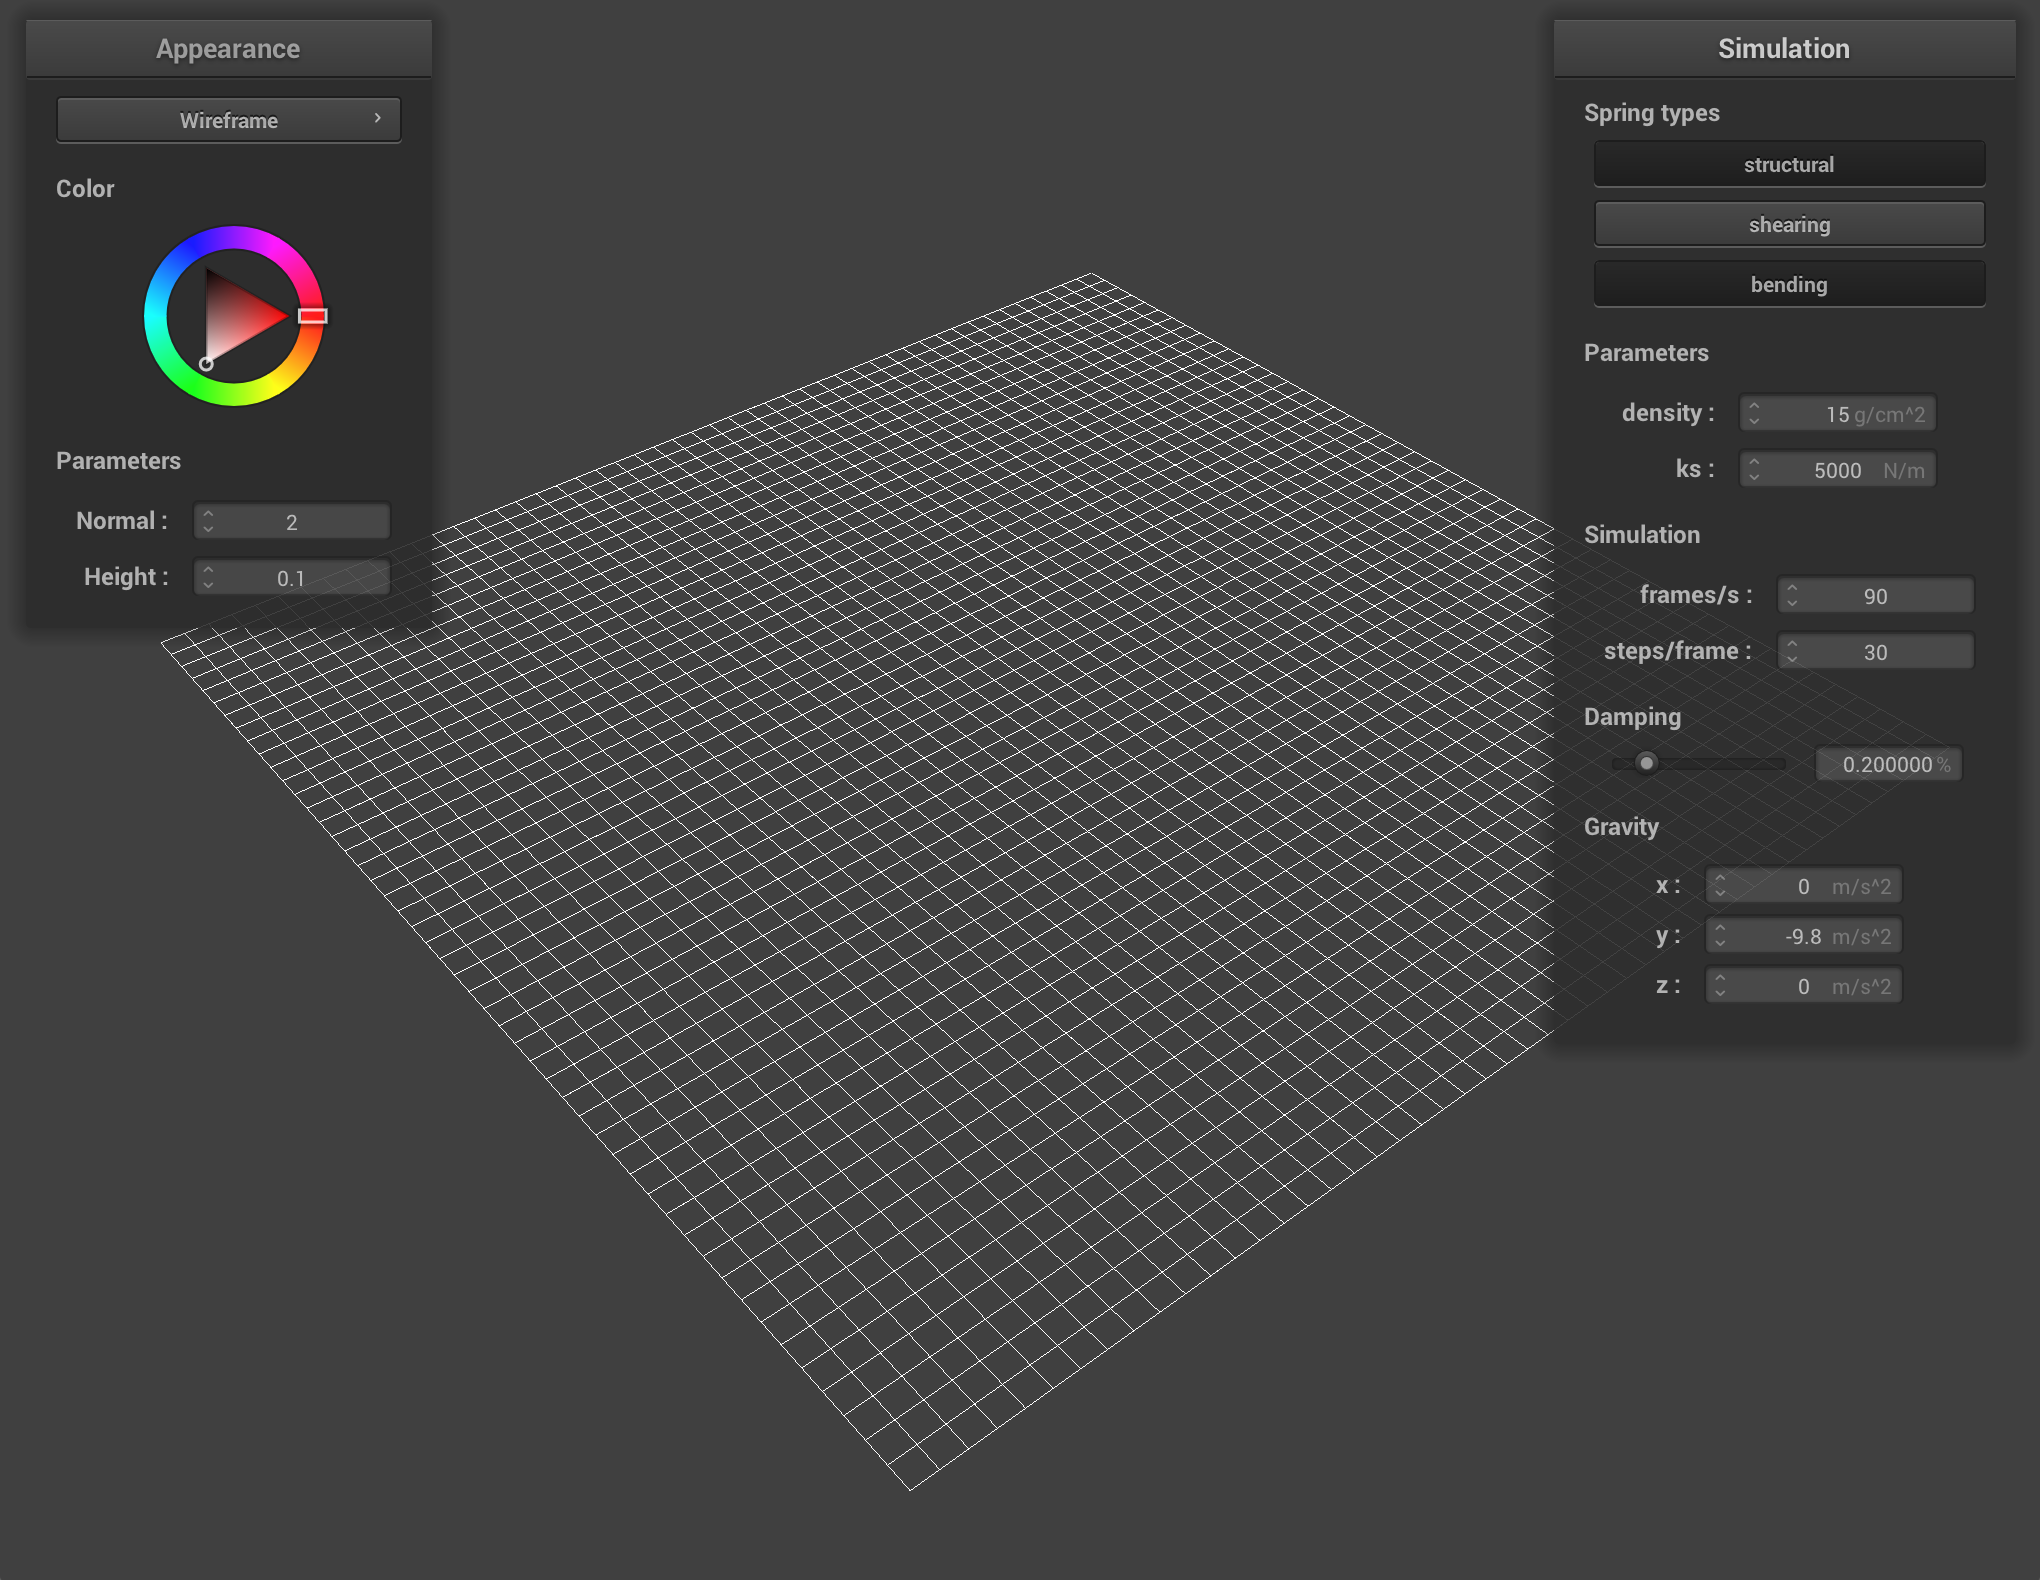 Appearance
Wireframe
Color
Parameters
Normal : 2
Height : 0.1
Simulation
Spring types
structural
shearing
bending
Parameters
density : 15 g/cm^2
ks : 5000 N/m
Simulation
frames/s : 90
steps/frame : 30
Damping
0.200000 %
Gravity
x : 0 m/s^2
y : -9.8 m/s^2
z : 0 m/s^2